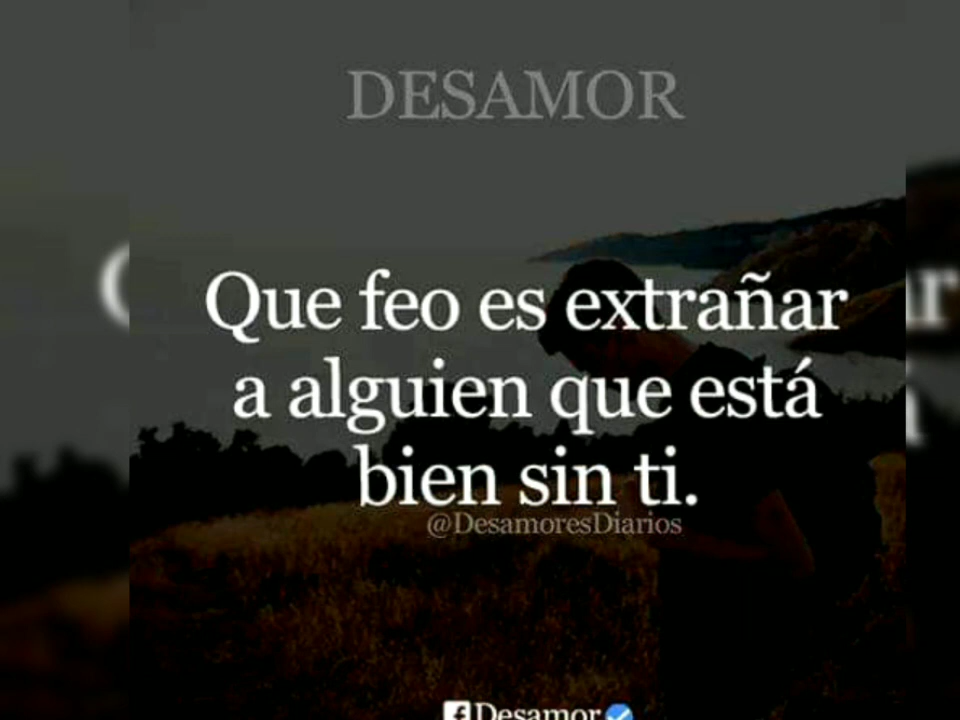 DESAMOR
Que feo es extrañar
a alguien que está
bien sin ti.
@DesamoresDiarios
Desamor